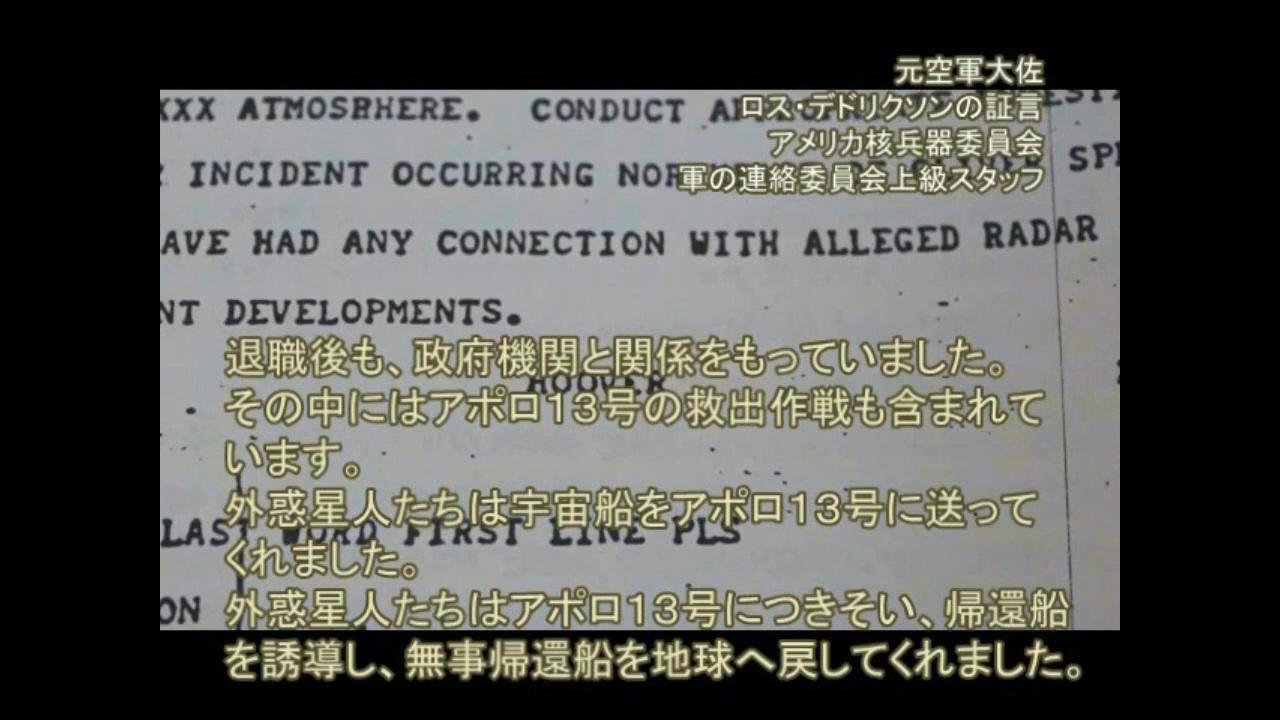 元空軍大佐
ロス・デドリクソンの証言
アメリカ核兵器委員会
軍の連絡委員会上級スタッフ
XXX ATMOSPHERE. CONDUCT
INCIDENT OCCURRING
AVE HAD ANY CONNECTION WITH ALLEGED RADAR
NT DEVELOPMENTS.
HOOVER
退職後も、政府機関と関係をもっていました。
その中にはアポロ13号の救出作戦も含まれて
います。
外惑星人たちは宇宙船をアポロ13号に送って
くれました。
LAST WORD FIRST LINE PLS
ON
外惑星人たちはアポロ13号につきそい、帰還船
を誘導し、無事帰還船を地球へ戻してくれました。